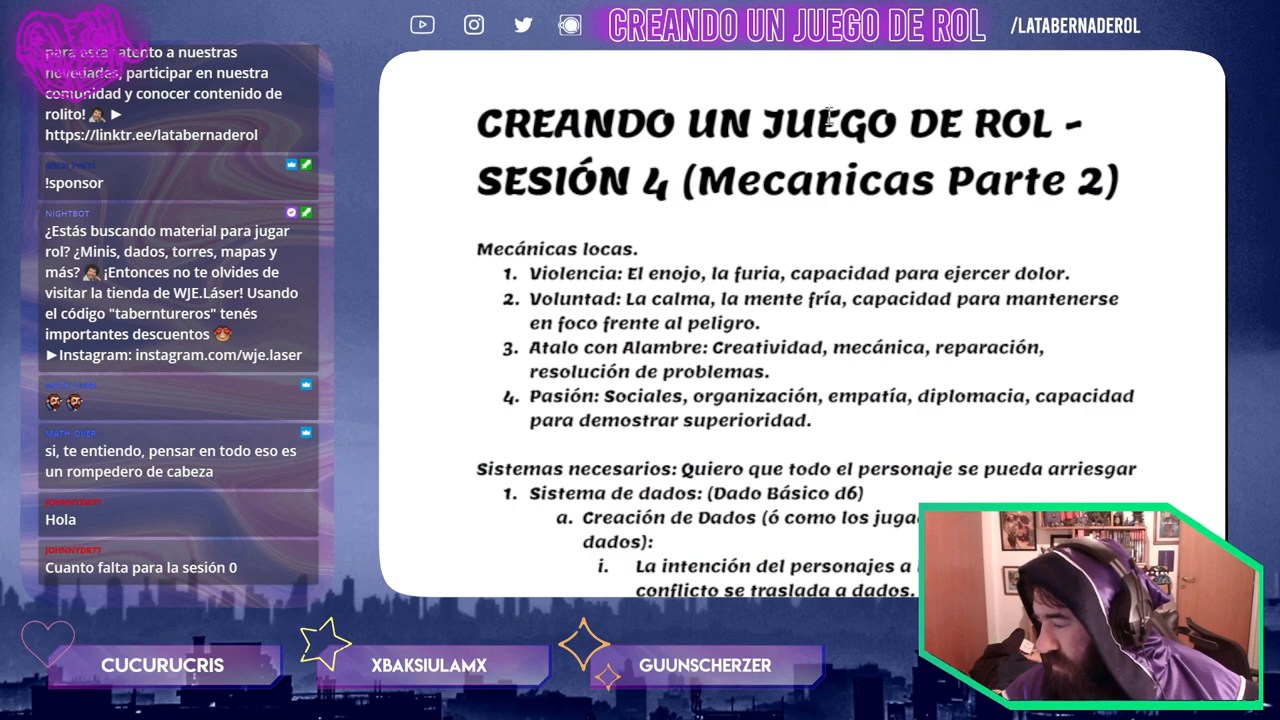 CREANDO UN JUEGO DE ROL
/LATABERNADEROL
para estar atento a nuestras
novedades, participar en nuestra
comunidad y conocer contenido de
rolito! ►
https://linktr.ee/latabernaderol
!sponsor
NIGHTBOT
¿Estás buscando material para jugar
rol? ¿Minis, dados, torres, mapas y
más? ¡Entonces no te olvides de
visitar la tienda de WJE.Láser! Usando
el código "taberntureros" tenés
importantes descuentos
►Instagram: instagram.com/wje.laser
MATH_OVER
si, te entiendo, pensar en todo eso es
un rompedero de cabeza
JOHNNYDR77
Hola
JOHNNYDR77
Cuanto falta para la sesión 0
CREANDO UN JUEGO DE ROL -
SESIÓN 4 (Mecanicas Parte 2)
Mecánicas locas.
1. Violencia: El enojo, la furia, capacidad para ejercer dolor.
2. Voluntad: La calma, la mente fría, capacidad para mantenerse
en foco frente al peligro.
3. Atalo con Alambre: Creatividad, mecánica, reparación,
resolución de problemas.
4. Pasión: Sociales, organización, empatía, diplomacia, capacidad
para demostrar superioridad.
Sistemas necesarios: Quiero que todo el personaje se pueda arriesgar
1. Sistema de dados: (Dado Básico d6)
a. Creación de Dados (ó como los juga
dados):
i. La intención del personajes a
conflicto se traslada a dados.
CUCURUCRIS
XBAKSIULAMX
GUUNSCHERZER